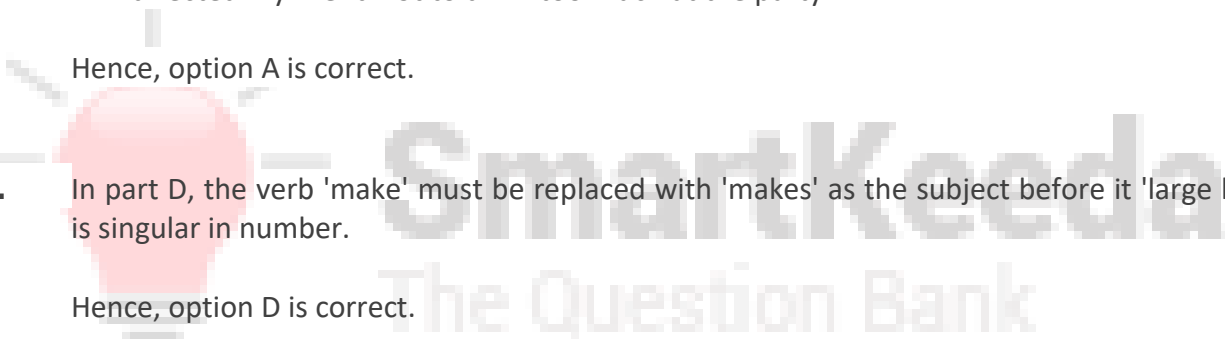 Hence, option A is correct.
In part D, the verb 'make' must be replaced with 'makes' as the subject before it 'large
is singular in number.
Hence, option D is correct.
SmartKeeda
The Question Bank